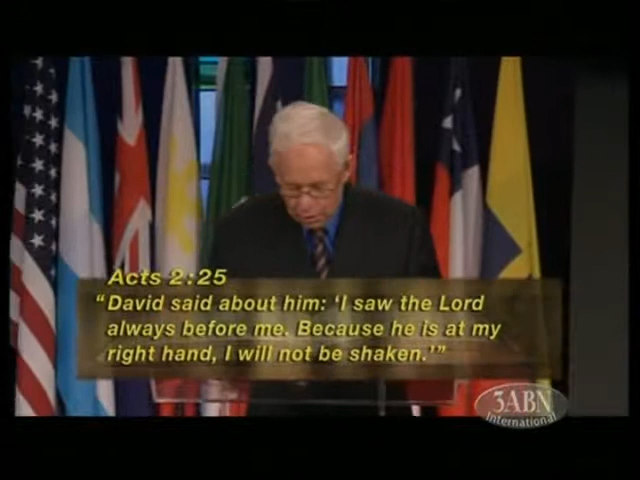 Acts 2:25
"David said about him: 'I saw the Lord
always before me. Because he is at my
right hand, I will not be shaken.'"
3ABN
International